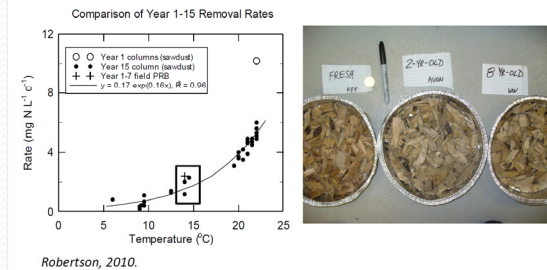 Comparison of Year 1-15 Removal Rates
12
8
4
0
Rate (mg N L⁻¹ d⁻¹)
Year 1 columns (sawdust)
Year 15 column (sawdust)
Year 1-7 field PRB
y = 0.17 exp(0.16x), R² = 0.96
0 5 10 15 20 25
Temperature (°C)
FRESH
2-YR-OLD
AVON
8 YR-OLD
Robertson, 2010.